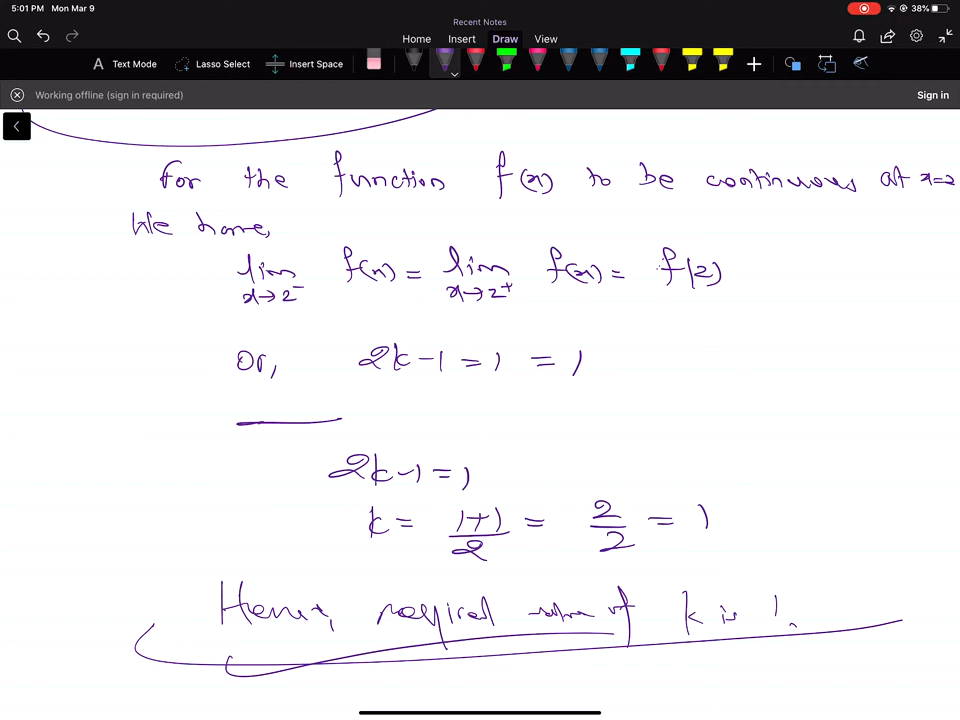 5:01 PM Mon Mar 9
38%
Recent Notes
Home Insert Draw View
A Text Mode Lasso Select Insert Space
Working offline (sign in required) Sign in
For the function f(x) to be continuous at x=2
We have,
lim x→2⁻ f(x) = lim x→2⁺ f(x) = f(2)
Or, 2k-1 = 1 = 1
2k-1 = 1
k = 1+1/2 = 2/2 = 1
Hence, required value of k is 1.